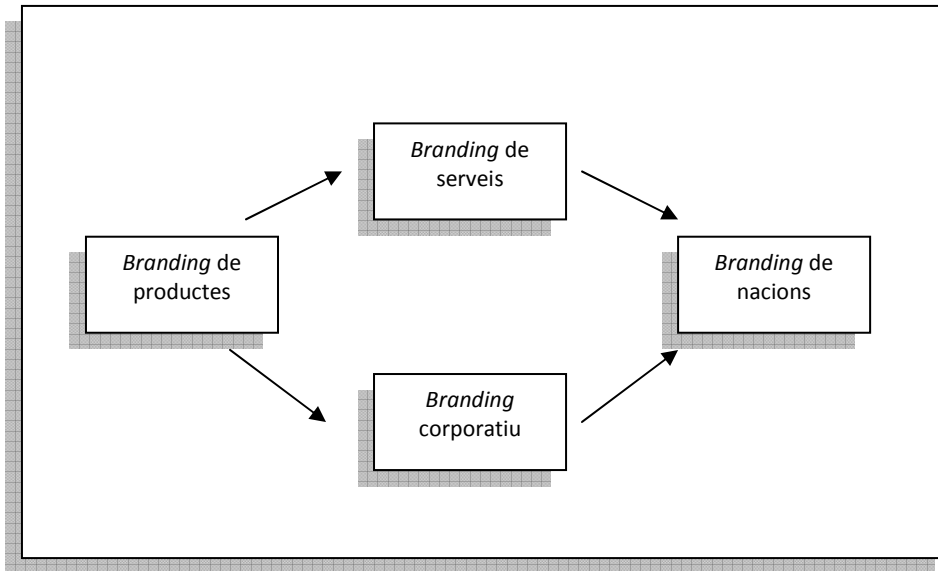 Branding de
serveis
Branding de
productes
Branding de
nacions
Branding
corporatiu